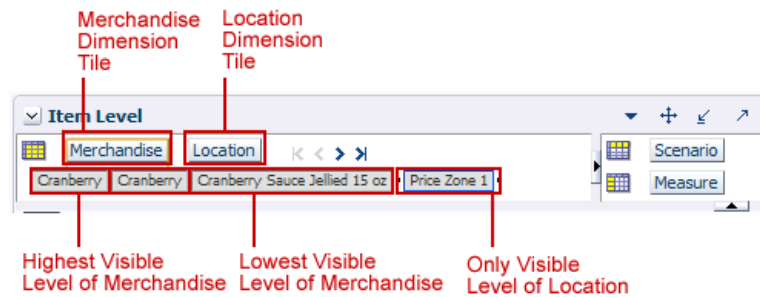 Merchandise Dimension Tile
Location Dimension Tile
Item Level
Merchandise Location
Scenario
Cranberry Cranberry Cranberry Sauce Jellied 15 oz Price Zone 1
Measure
Highest Visible Level of Merchandise
Lowest Visible Level of Merchandise
Only Visible Level of Location